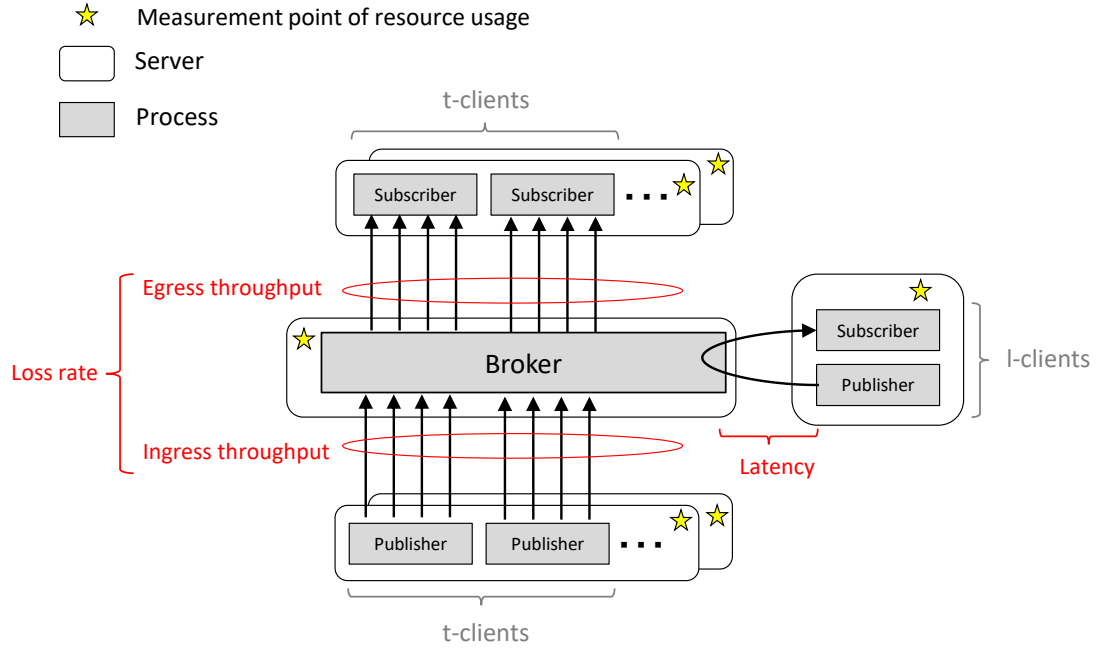 Measurement point of resource usage
Server
Process
t-clients
Subscriber
Subscriber
...
Egress throughput
Loss rate
Broker
Subscriber
Publisher
l-clients
Ingress throughput
Latency
Publisher
Publisher
...
t-clients